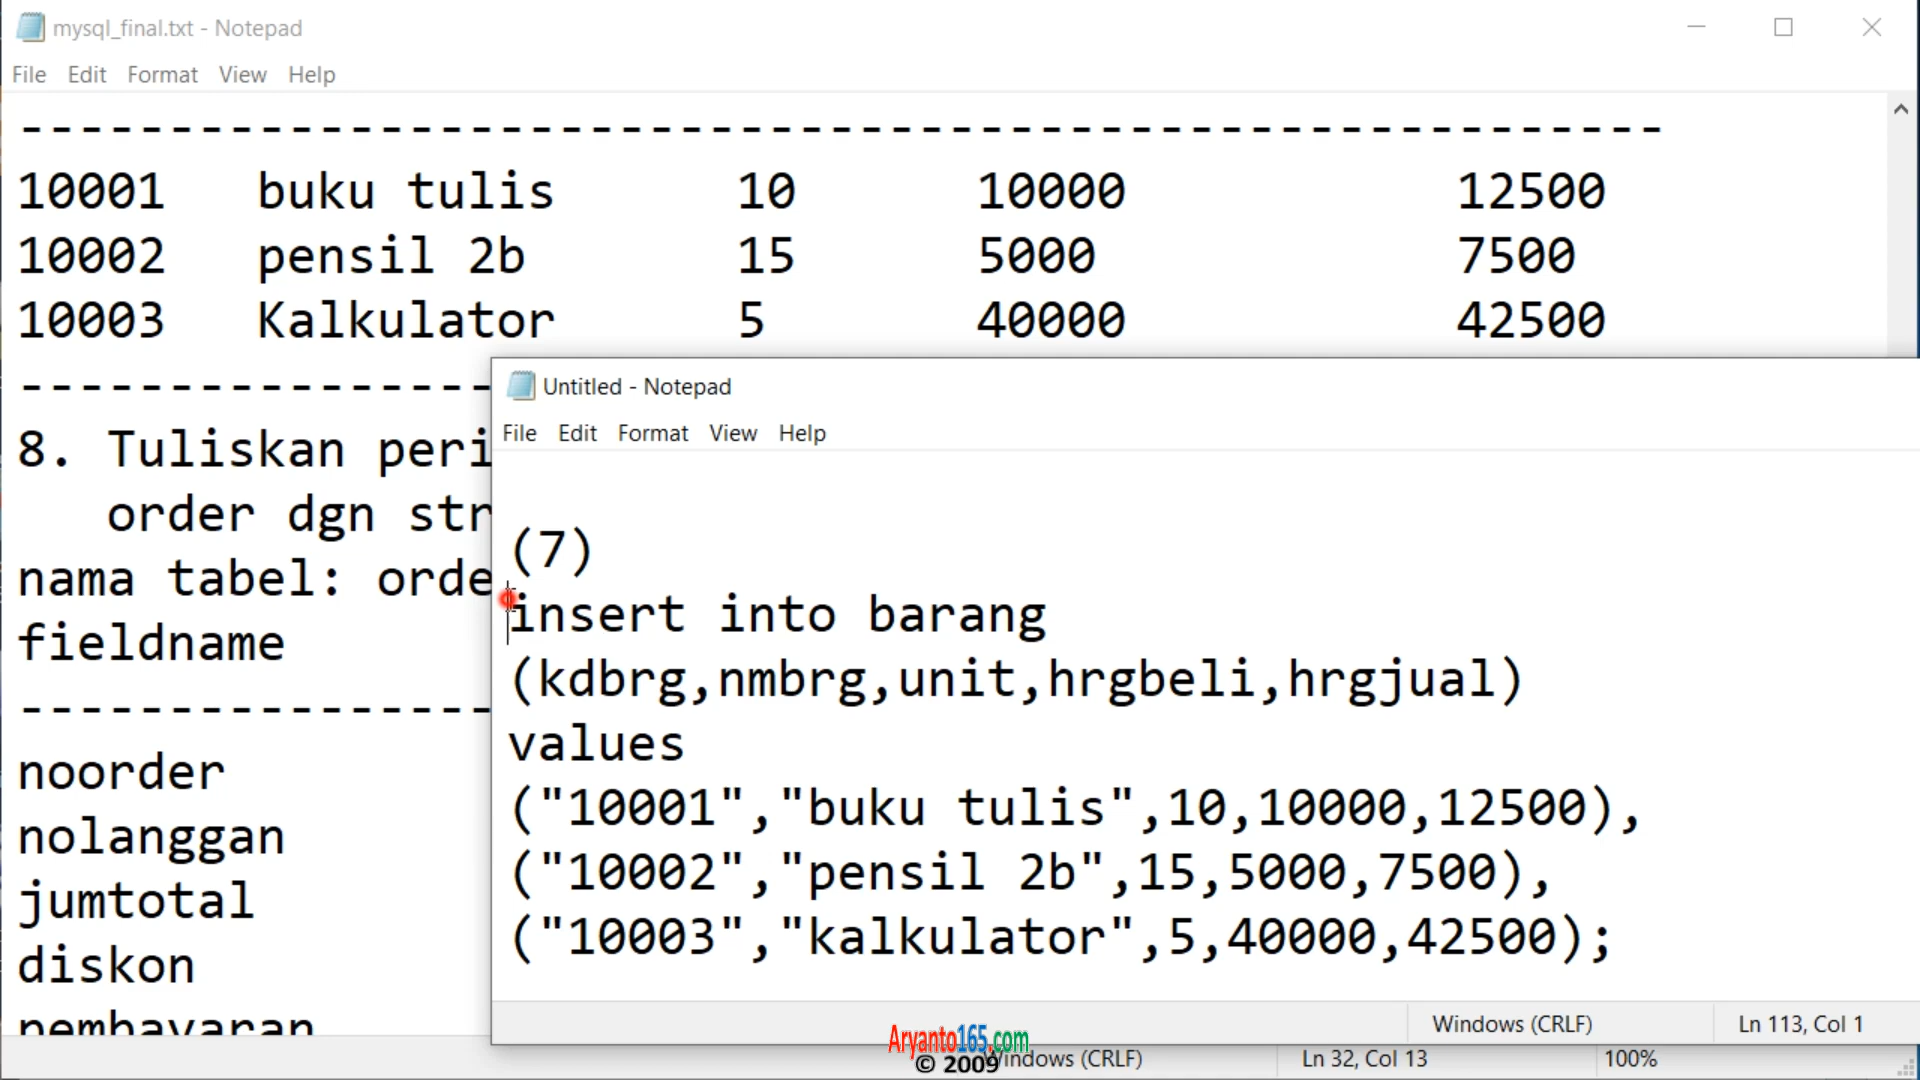 mysql_final.txt - Notepad
File Edit Format View Help
---------------------------------------------------------
10001 buku tulis 10 10000 12500
10002 pensil 2b 15 5000 7500
10003 Kalkulator 5 40000 42500
----------------
8. Tuliskan peri
order dgn str
nama tabel: orde
fieldname
----------------
noorder
nolanggan
jumtotal
diskon
pembayaran
Untitled - Notepad
File Edit Format View Help
(7)
insert into barang
(kdbrg,nmbrg,unit,hrgbeli,hrgjual)
values
("10001","buku tulis",10,10000,12500),
("10002","pensil 2b",15,5000,7500),
("10003","kalkulator",5,40000,42500);
Windows (CRLF) Ln 113, Col 1
Aryanto165.com
© 2009
Windows (CRLF) Ln 32, Col 13 100%